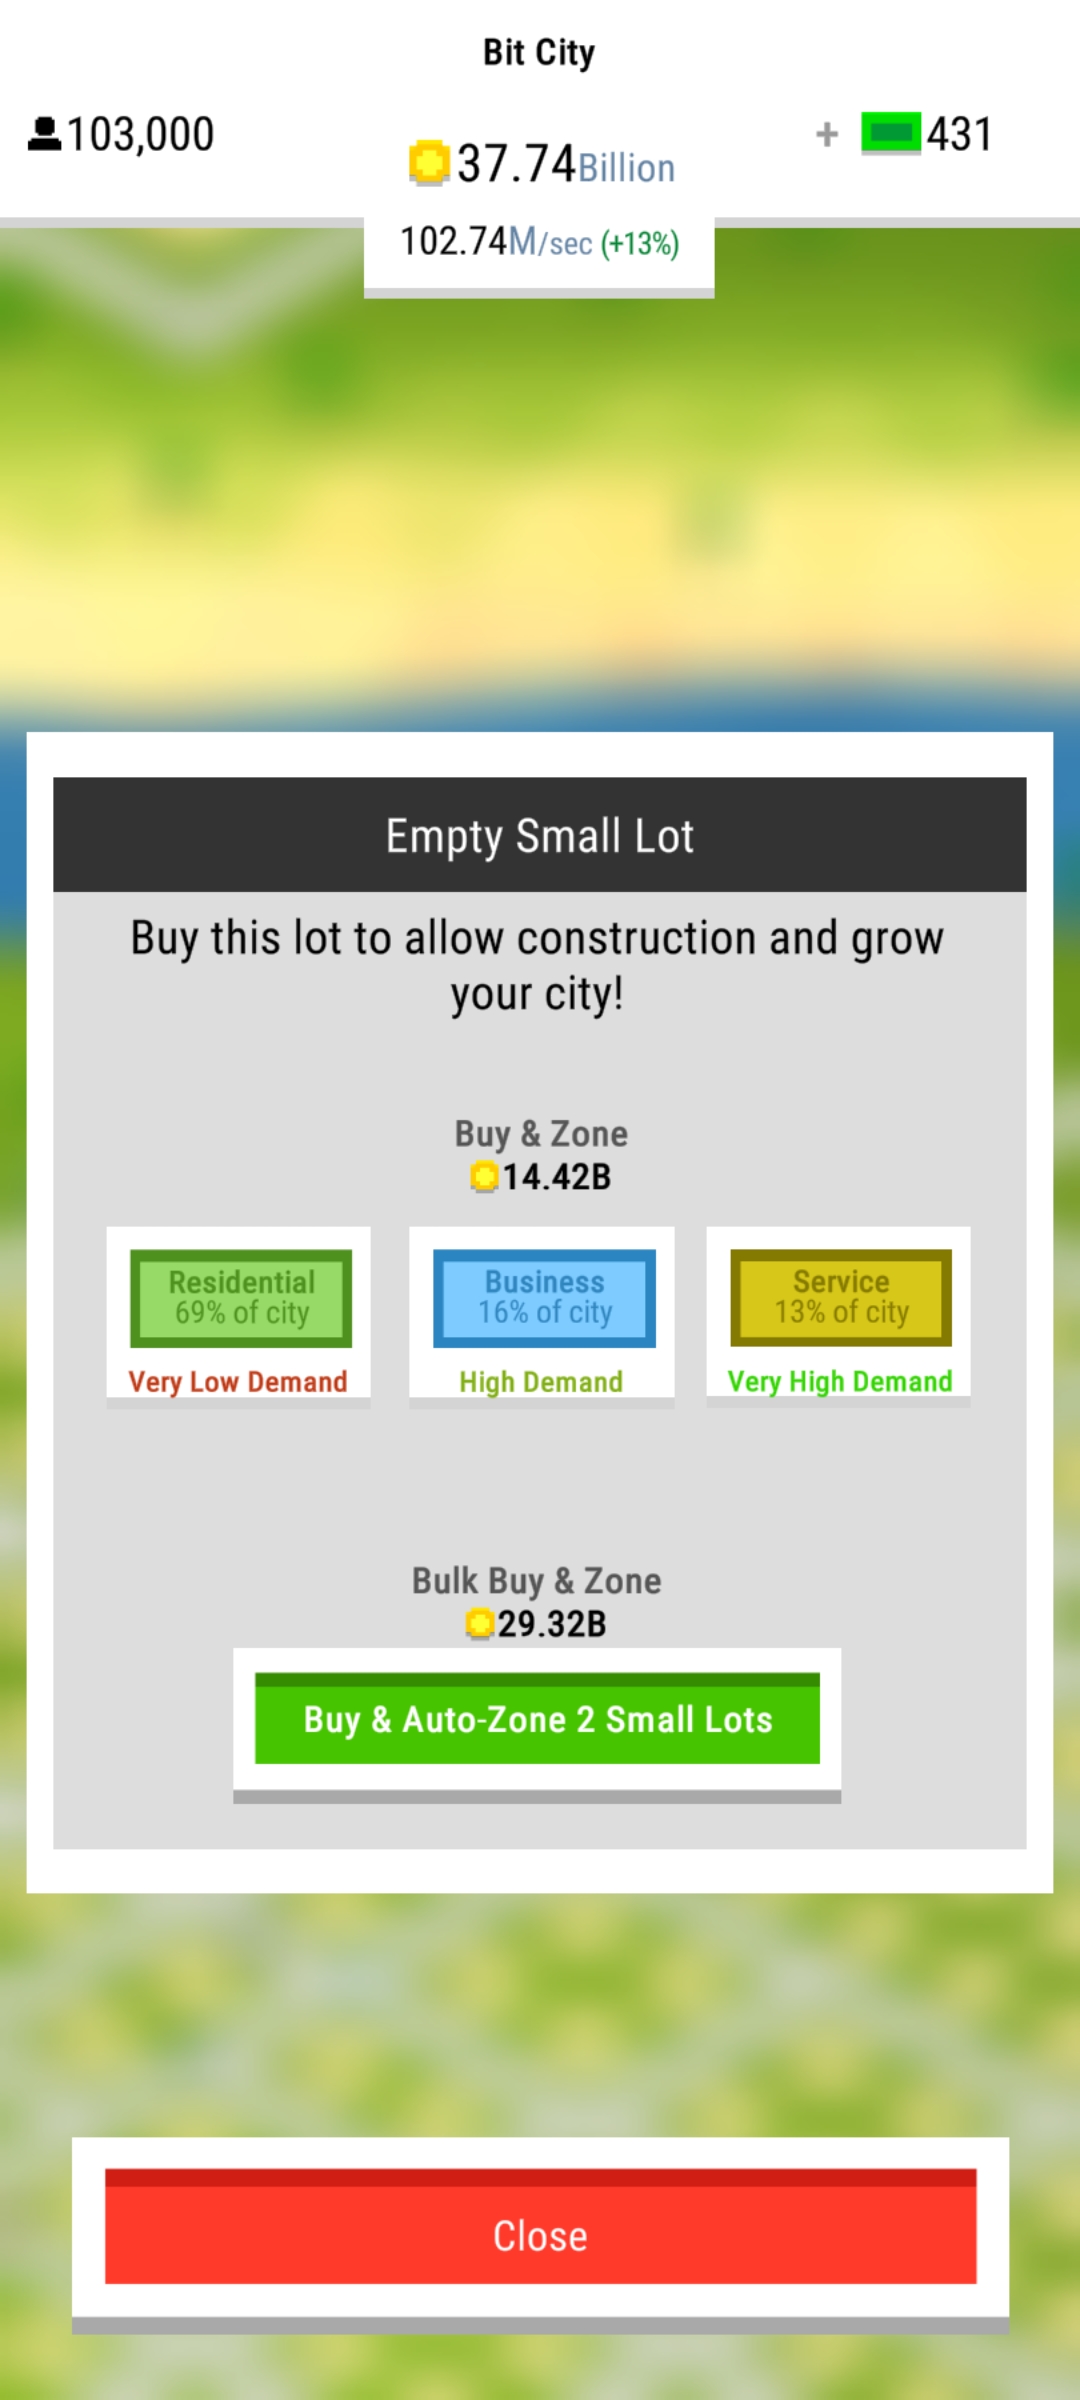 Bit City
103,000
37.74Billion
+ 431
102.74M/sec (+13%)
Empty Small Lot
Buy this lot to allow construction and grow
your city!
Buy & Zone
14.42B
Residential
69% of city
Very Low Demand
Business
16% of city
High Demand
Service
13% of city
Very High Demand
Bulk Buy & Zone
29.32B
Buy & Auto-Zone 2 Small Lots
Close